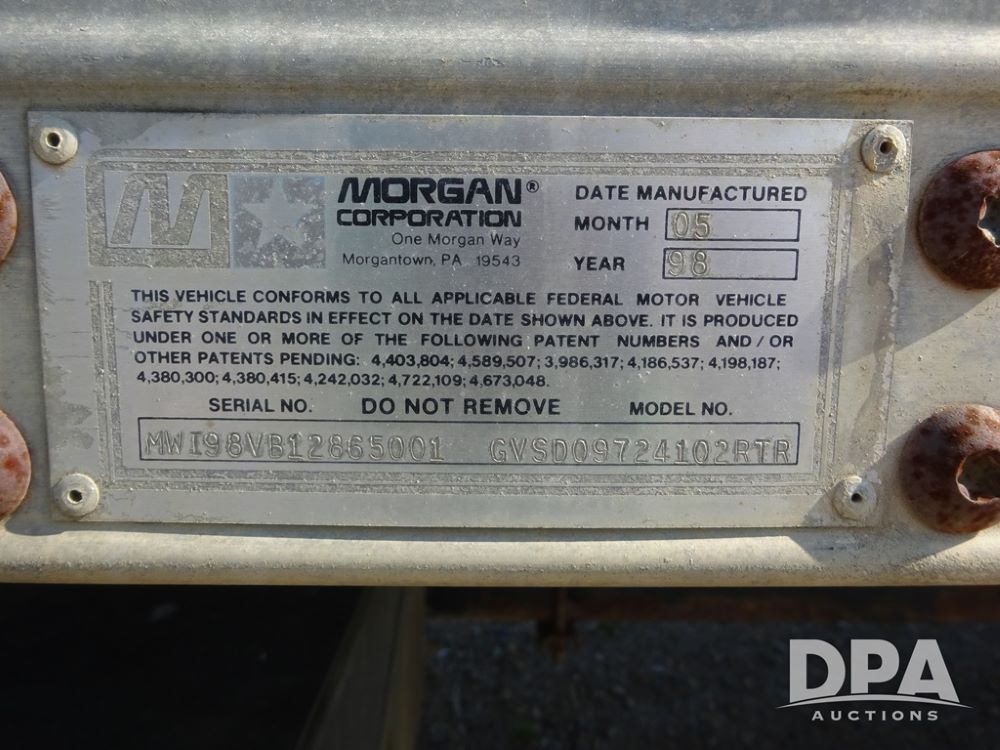 MORGAN®
CORPORATION
One Morgan Way
Morgantown, PA 19543
DATE MANUFACTURED
MONTH 05
YEAR 98
THIS VEHICLE CONFORMS TO ALL APPLICABLE FEDERAL MOTOR VEHICLE
SAFETY STANDARDS IN EFFECT ON THE DATE SHOWN ABOVE. IT IS PRODUCED
UNDER ONE OR MORE OF THE FOLLOWING PATENT NUMBERS AND/OR
OTHER PATENTS PENDING: 4,403,804; 4,589,507; 3,986,317; 4,186,537; 4,198,187;
4,380,300; 4,380,415; 4,242,032; 4,722,109; 4,673,048.
SERIAL NO. DO NOT REMOVE MODEL NO.
MWI98VB12865001 GVSD09724102RTR
DPA
AUCTIONS